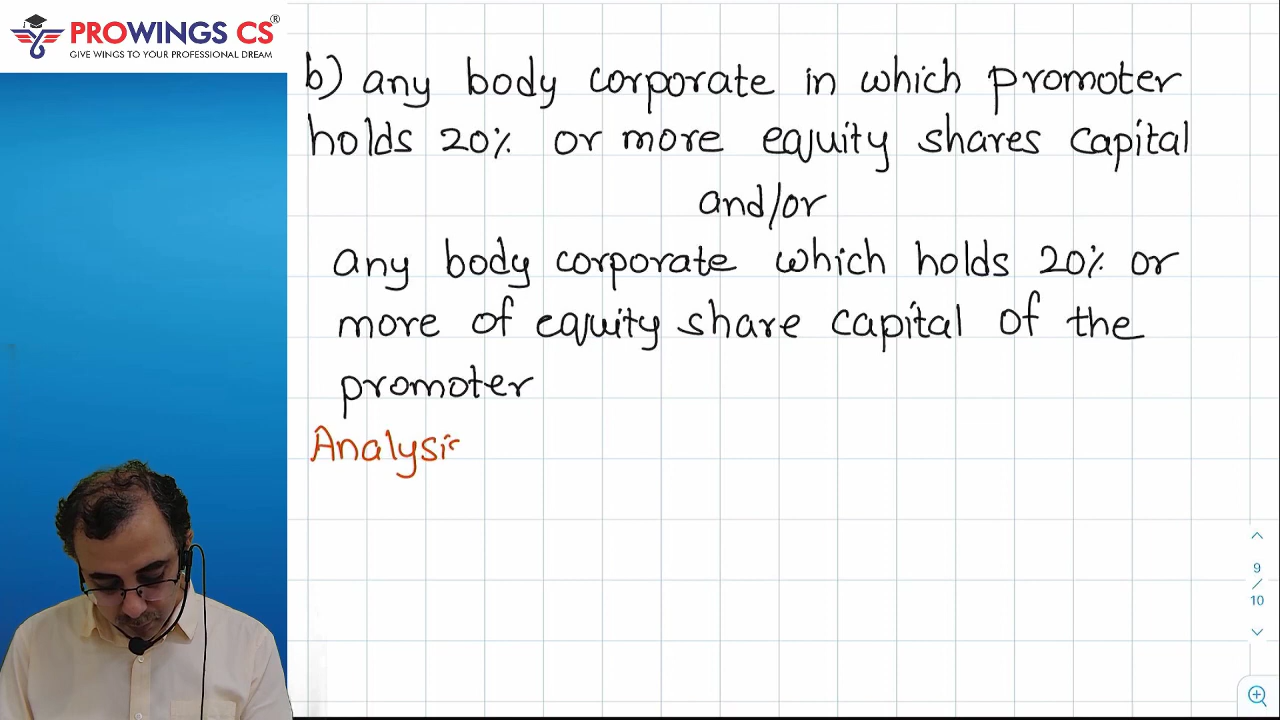 PROWINGS CS®
GIVE WINGS TO YOUR PROFESSIONAL DREAM
b) any body corporate in which promoter
holds 20% or more equity shares capital
and/or
any body corporate which holds 20% or
more of equity share capital of the
promoter
Analysis
9
/
10